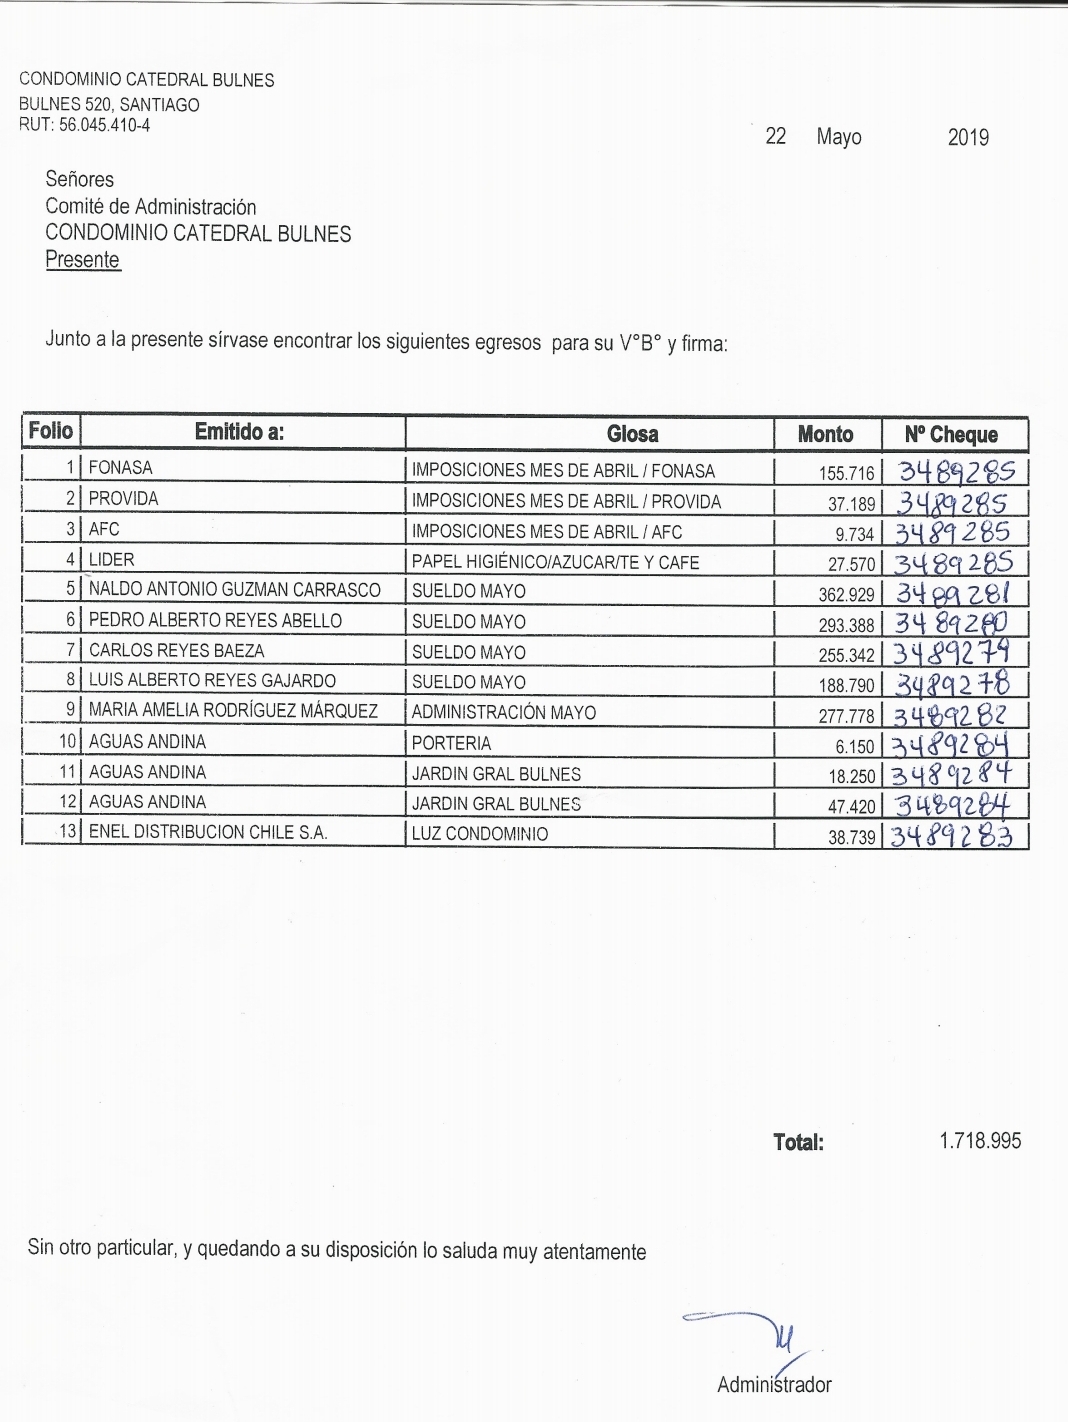 CONDOMINIO CATEDRAL BULNES
BULNES 520, SANTIAGO
RUT: 56.045.410-4
22 Mayo 2019
Señores
Comité de Administración
CONDOMINIO CATEDRAL BULNES
Presente
Junto a la presente sírvase encontrar los siguientes egresos para su V°B° y firma:
Folio Emitido a: Glosa Monto Nº Cheque
1 FONASA IMPOSICIONES MES DE ABRIL / FONASA 155.716 3489285
2 PROVIDA IMPOSICIONES MES DE ABRIL / PROVIDA 37.189 3489285
3 AFC IMPOSICIONES MES DE ABRIL / AFC 9.734 3489285
4 LIDER PAPEL HIGIÉNICO/AZUCAR/TE Y CAFE 27.570 3489285
5 NALDO ANTONIO GUZMAN CARRASCO SUELDO MAYO 362.929 3489281
6 PEDRO ALBERTO REYES ABELLO SUELDO MAYO 293.388 3489280
7 CARLOS REYES BAEZA SUELDO MAYO 255.342 3489279
8 LUIS ALBERTO REYES GAJARDO SUELDO MAYO 188.790 3489278
9 MARIA AMELIA RODRÍGUEZ MÁRQUEZ ADMINISTRACIÓN MAYO 277.778 3489282
10 AGUAS ANDINA PORTERIA 6.150 3489284
11 AGUAS ANDINA JARDIN GRAL BULNES 18.250 3489284
12 AGUAS ANDINA JARDIN GRAL BULNES 47.420 3489284
13 ENEL DISTRIBUCION CHILE S.A. LUZ CONDOMINIO 38.739 3489283
Total: 1.718.995
Sin otro particular, y quedando a su disposición lo saluda muy atentamente
Administrador